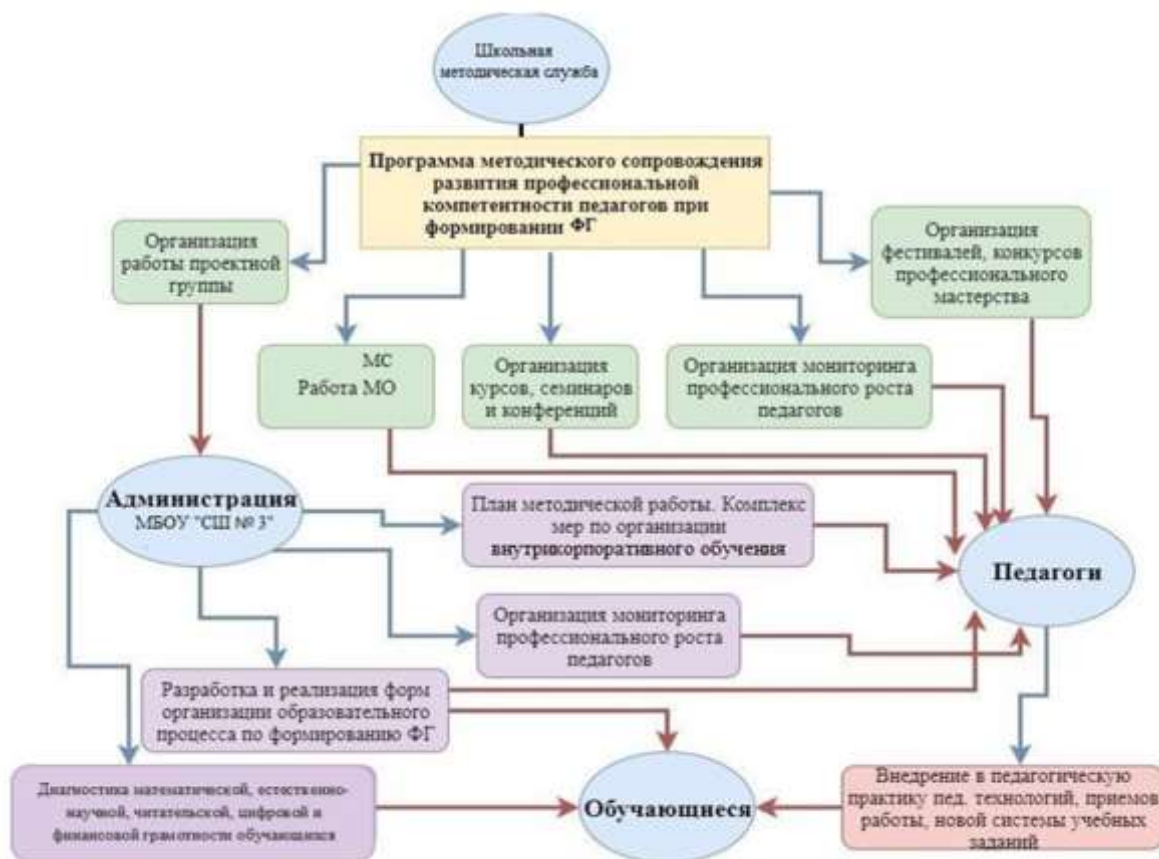 Школьная
методическая служба
Программа методического сопровождения
развития профессиональной
компетентности педагогов при
формировании ФГ
Организация
работы проектной
группы
Организация
фестивалей, конкурсов
профессионального
мастерства
МС
Работа МО
Организация
курсов, семинаров
и конференций
Организация мониторинга
профессионального роста
педагогов
Администрация
МБОУ "СШ № 3"
План методической работы. Комплекс
мер по организации
внутрикорпоративного обучения
Педагоги
Организация мониторинга
профессионального роста
педагогов
Разработка и реализация форм
организации образовательного
процесса по формированию ФГ
Диагностика математической, естественно-
научной, читательской, цифровой и
финансовой грамотности обучающихся
Обучающиеся
Внедрение в педагогическую
практику пед. технологий, приемов
работы, новой системы учебных
заданий